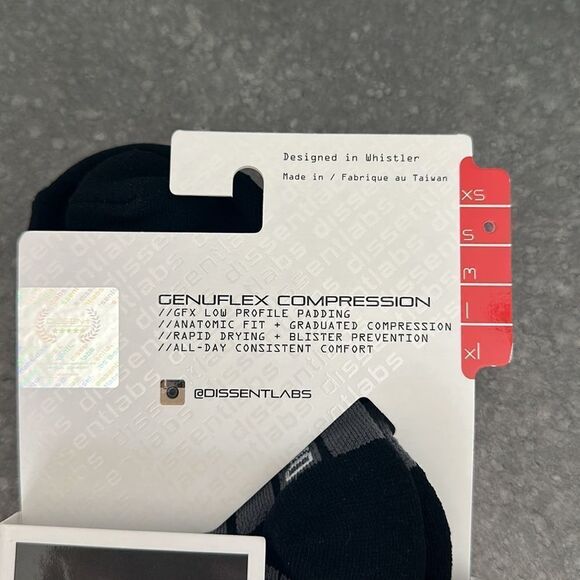 Designed in Whistler
Made in / Fabrique au Taiwan
xs
s
m
l
xl
GENUFLEX COMPRESSION
//GFX LOW PROFILE PADDING
//ANATOMIC FIT + GRADUATED COMPRESSION
//RAPID DRYING + BLISTER PREVENTION
//ALL-DAY CONSISTENT COMFORT
@DISSENTLABS
dissentlabs